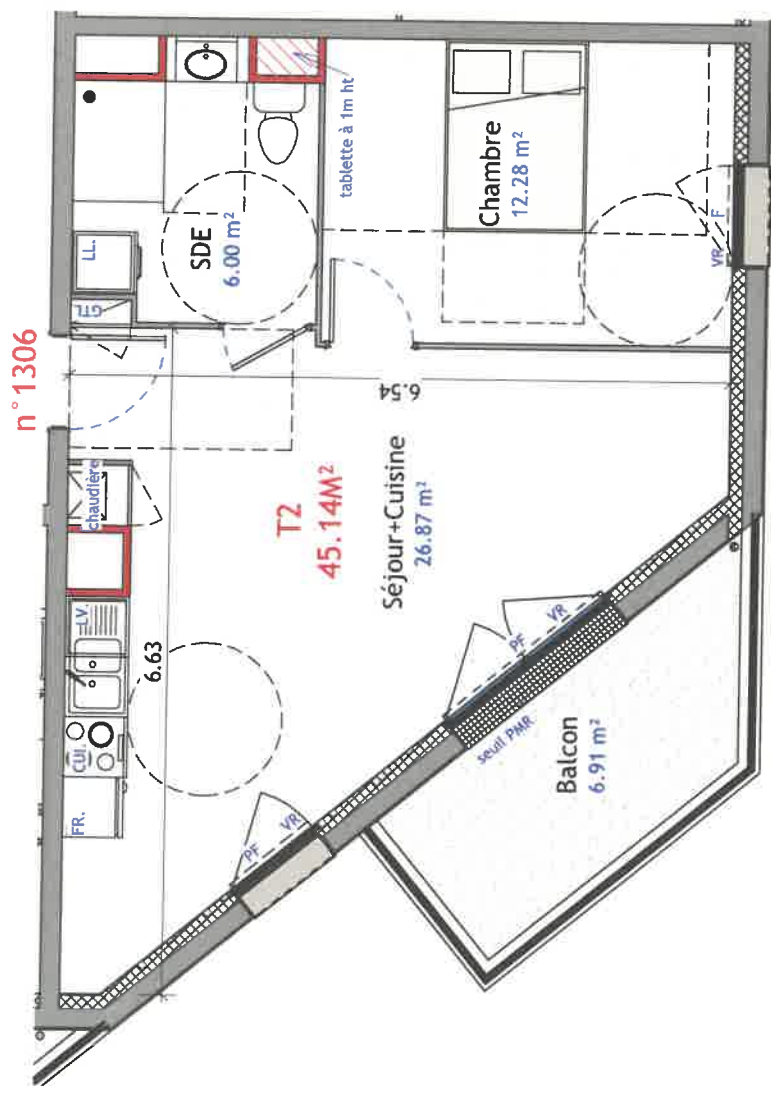 n°1306
tablette à 1m ht
LL.
GTL
SDE
6.00 m²
Chambre
12.28 m²
VR
F
6.54
chaudière
T2
45.14M²
Séjour+Cuisine
26.87 m²
LV.
6.63
CUI.
FR.
PF
VR
PF
VR
seuil PMR
Balcon
6.91 m²